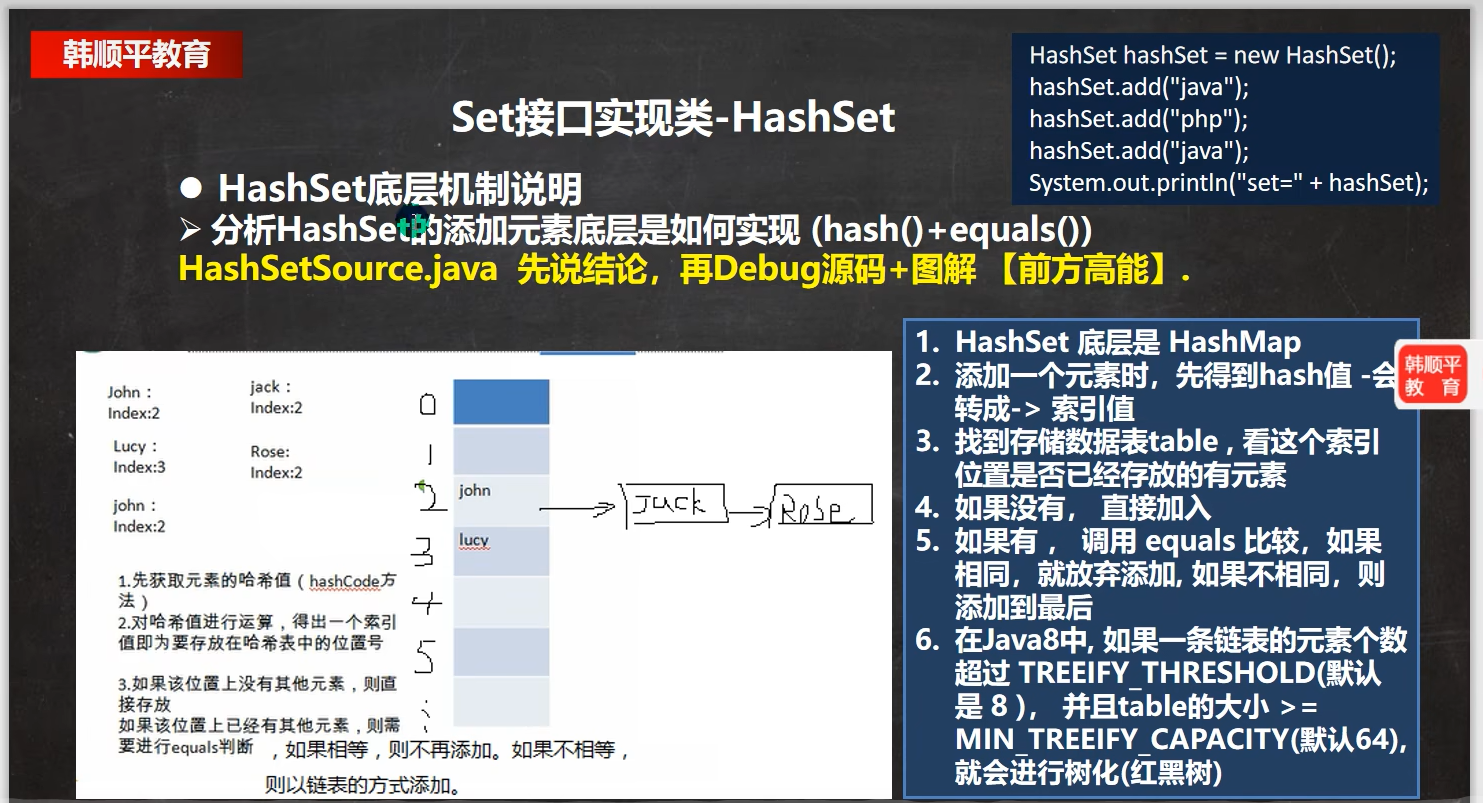 韩顺平教育
HashSet hashSet = new HashSet();
hashSet.add("java");
hashSet.add("php");
hashSet.add("java");
System.out.println("set=" + hashSet);
Set接口实现类-HashSet
● HashSet底层机制说明
➢ 分析HashSet的添加元素底层是如何实现 (hash()+equals())
HashSetSource.java 先说结论，再Debug源码+图解 【前方高能】.
John：
Index:2
jack：
Index:2
Lucy：
Index:3
Rose:
Index:2
john：
Index:2
0
1
2
3
4
5
john
lucy
Jack
Rose
1.先获取元素的哈希值（hashCode方
法）
2.对哈希值进行运算，得出一个索引
值即为要存放在哈希表中的位置号
3.如果该位置上没有其他元素，则直
接存放
如果该位置上已经有其他元素，则需
要进行equals判断 ，如果相等，则不再添加。如果不相等，
则以链表的方式添加。
1. HashSet 底层是 HashMap
2. 添加一个元素时，先得到hash值 -会
转成-> 索引值
3. 找到存储数据表table , 看这个索引
位置是否已经存放的有元素
4. 如果没有， 直接加入
5. 如果有 ， 调用 equals 比较，如果
相同，就放弃添加, 如果不相同，则
添加到最后
6. 在Java8中, 如果一条链表的元素个数
超过 TREEIFY_THRESHOLD(默认
是 8 )， 并且table的大小 >=
MIN_TREEIFY_CAPACITY(默认64),
就会进行树化(红黑树)
韩顺平
教 育